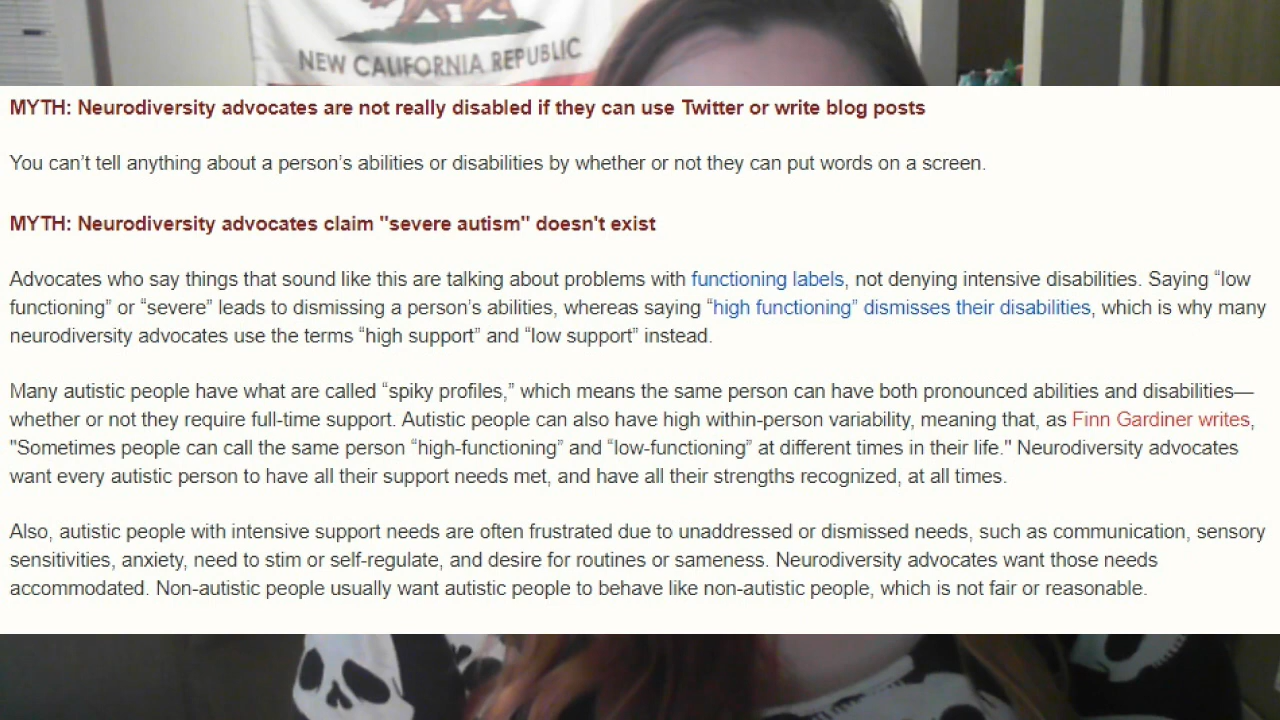 NEW CALIFORNIA REPUBLIC
MYTH: Neurodiversity advocates are not really disabled if they can use Twitter or write blog posts
You can’t tell anything about a person’s abilities or disabilities by whether or not they can put words on a screen.
MYTH: Neurodiversity advocates claim "severe autism" doesn't exist
Advocates who say things that sound like this are talking about problems with functioning labels, not denying intensive disabilities. Saying “low
functioning” or “severe” leads to dismissing a person’s abilities, whereas saying “high functioning” dismisses their disabilities, which is why many
neurodiversity advocates use the terms “high support” and “low support” instead.
Many autistic people have what are called “spiky profiles,” which means the same person can have both pronounced abilities and disabilities—
whether or not they require full-time support. Autistic people can also have high within-person variability, meaning that, as Finn Gardiner writes,
"Sometimes people can call the same person “high-functioning” and “low-functioning” at different times in their life." Neurodiversity advocates
want every autistic person to have all their support needs met, and have all their strengths recognized, at all times.
Also, autistic people with intensive support needs are often frustrated due to unaddressed or dismissed needs, such as communication, sensory
sensitivities, anxiety, need to stim or self-regulate, and desire for routines or sameness. Neurodiversity advocates want those needs
accommodated. Non-autistic people usually want autistic people to behave like non-autistic people, which is not fair or reasonable.